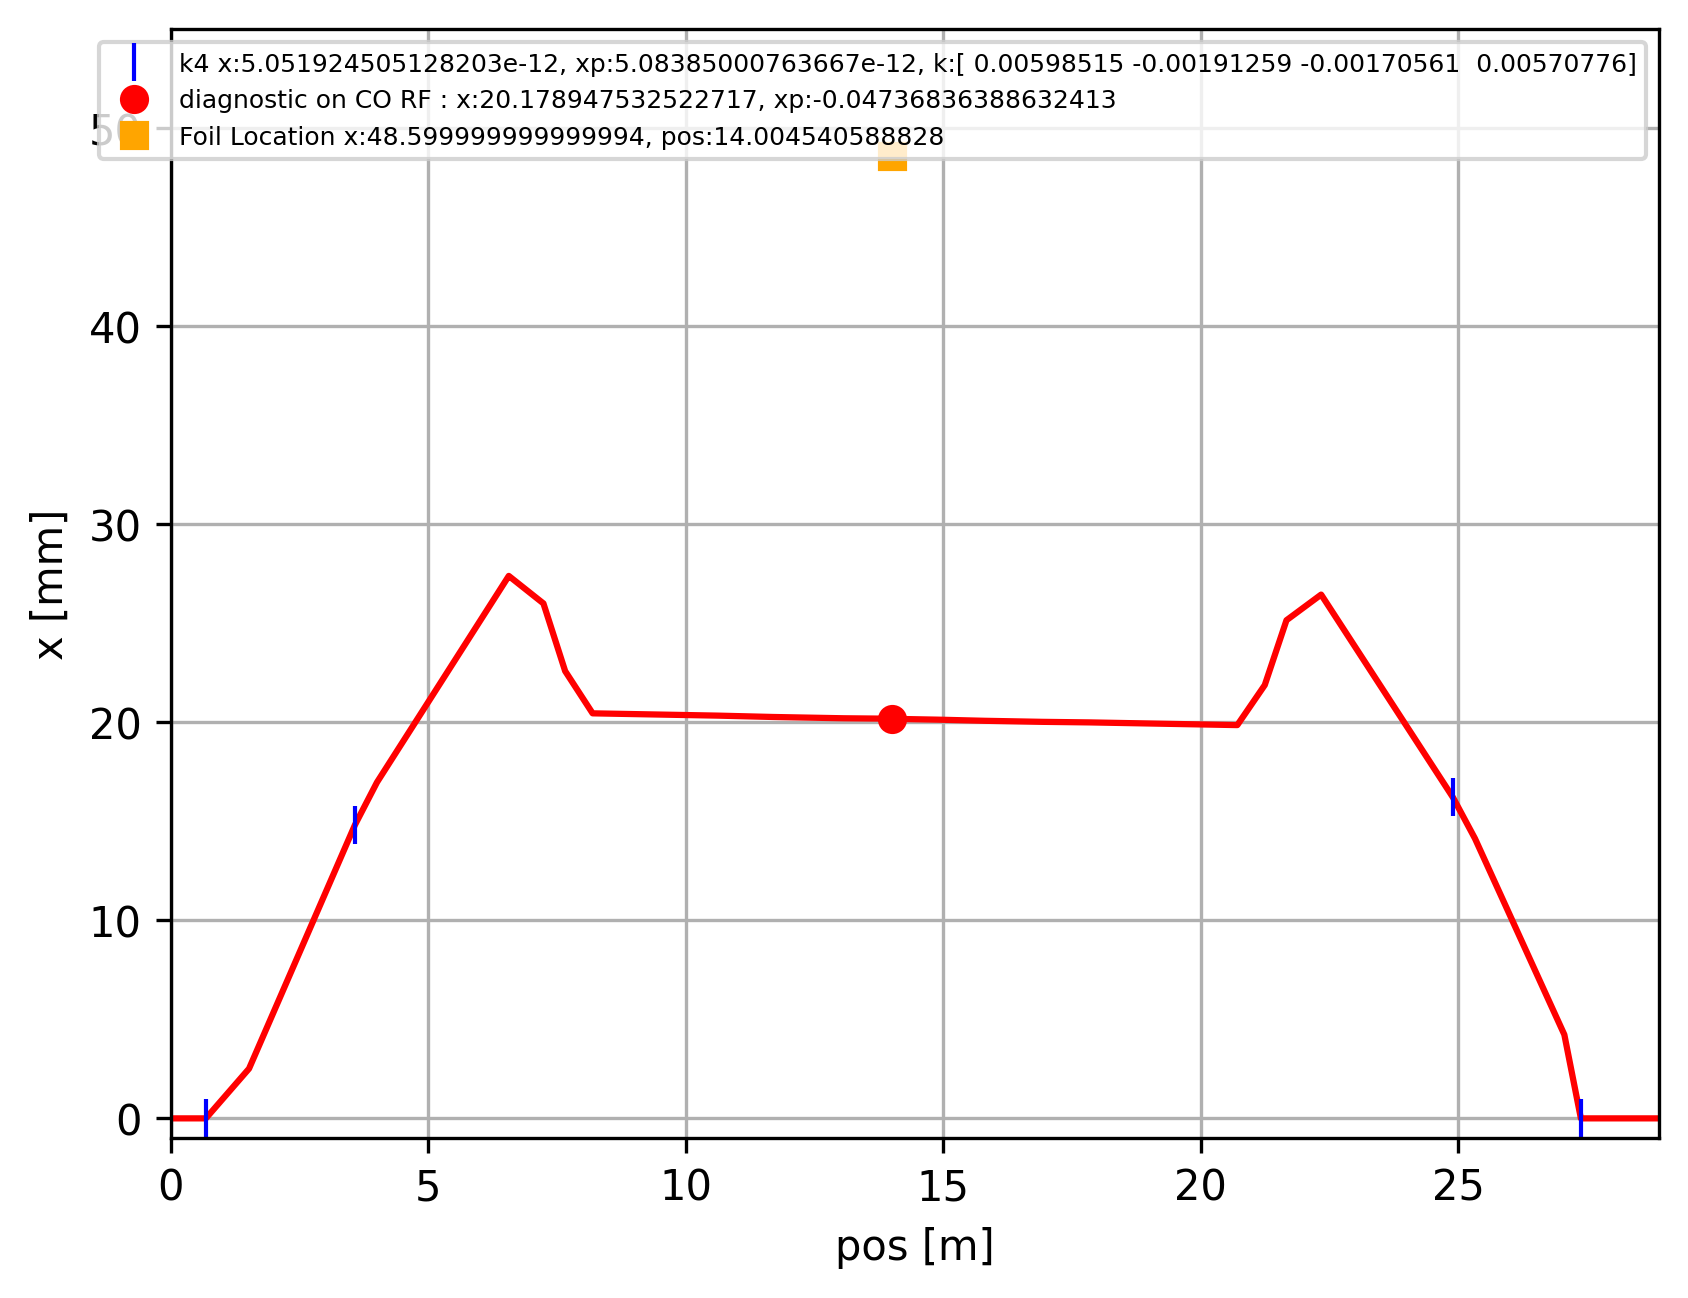 k4 x:5.051924505128203e-12, xp:5.08385000763667e-12, k:[ 0.00598515 -0.00191259 -0.00170561  0.00570776]
diagnostic on CO RF : x:20.178947532522717, xp:-0.04736836388632413
Foil Location x:48.599999999999994, pos:14.004540588828
50
40
30
20
10
0
x [mm]
0 5 10 15 20 25
pos [m]